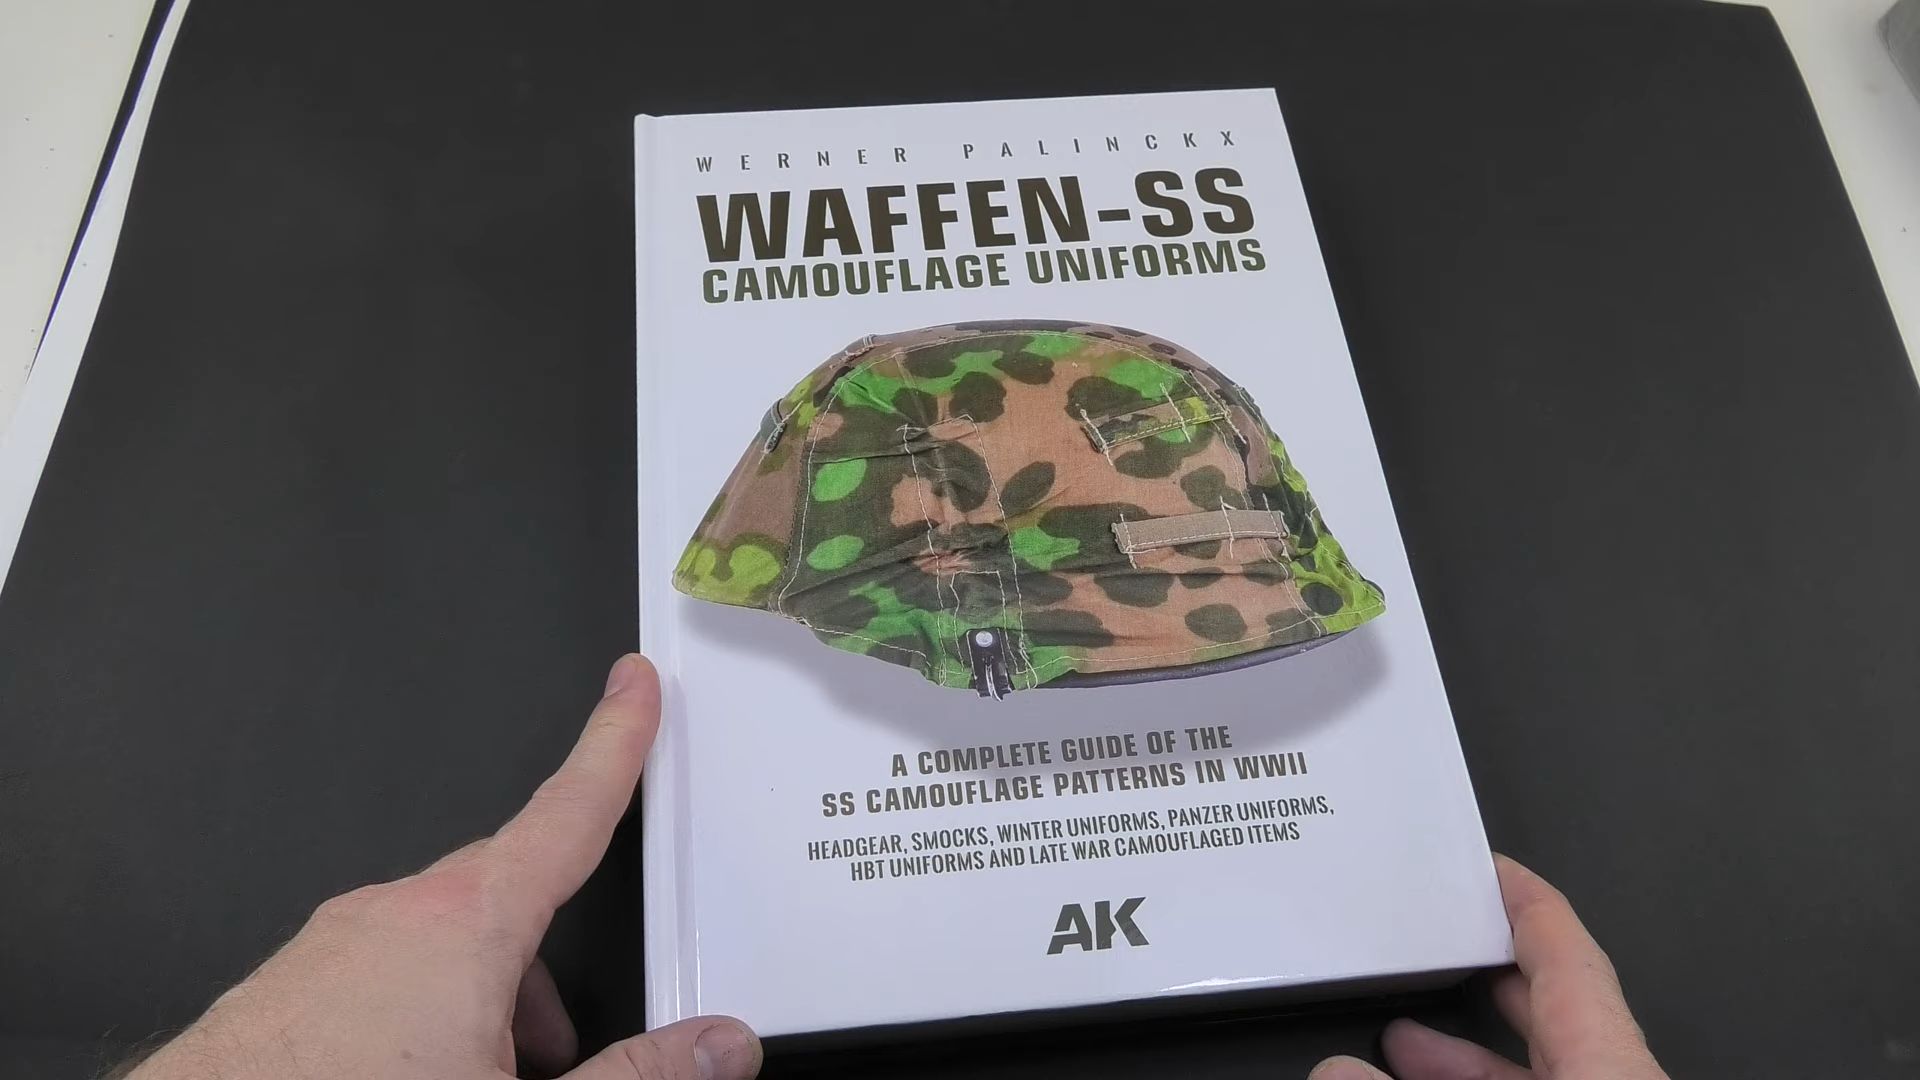 WERNER PALINCKX
WAFFEN-SS
CAMOUFLAGE UNIFORMS
A COMPLETE GUIDE OF THE
SS CAMOUFLAGE PATTERNS IN WWII
HEADGEAR, SMOCKS, WINTER UNIFORMS, PANZER UNIFORMS,
HBT UNIFORMS AND LATE WAR CAMOUFLAGED ITEMS
AK